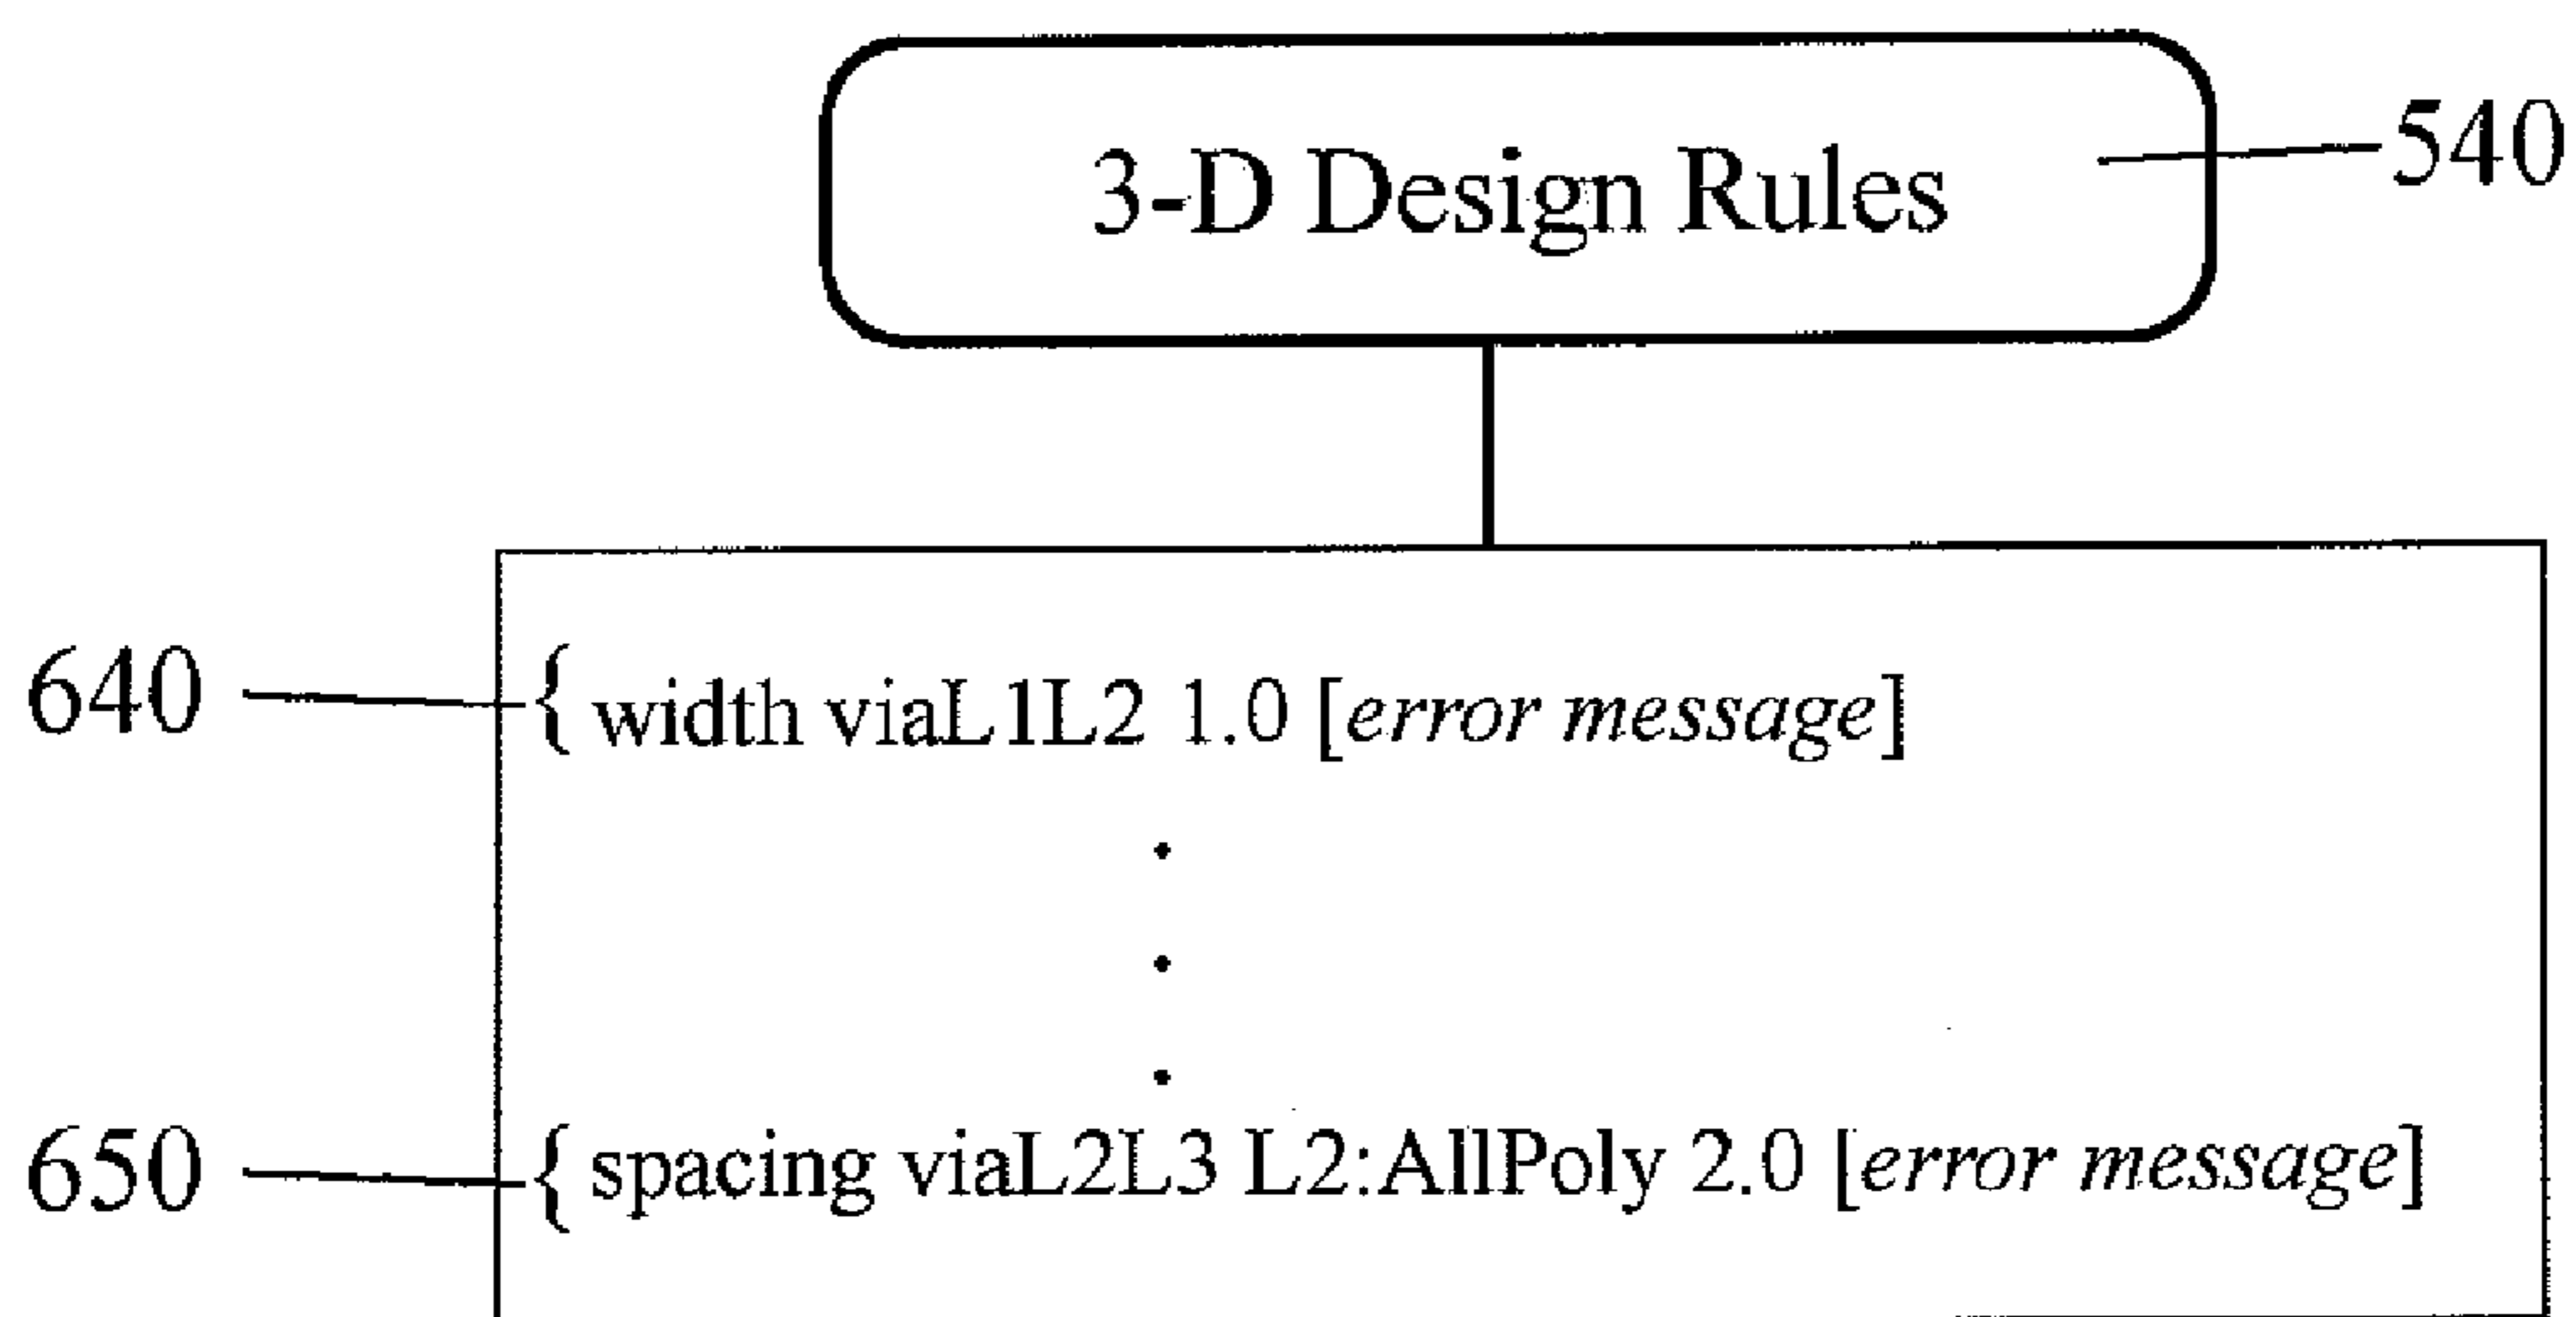 3-D Design Rules
540
640
{ width viaL1L2 1.0 [error message]
.
.
.
650
{ spacing viaL2L3 L2:AllPoly 2.0 [error message]